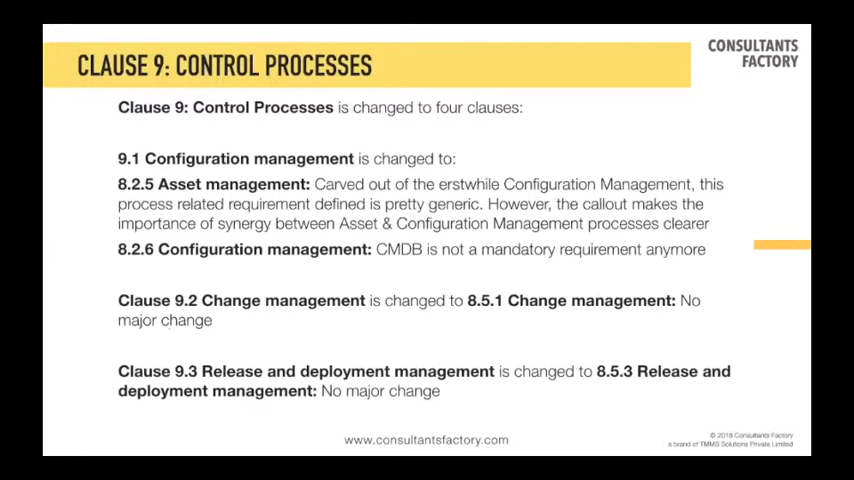 CONSULTANTS
FACTORY
CLAUSE 9: CONTROL PROCESSES
Clause 9: Control Processes is changed to four clauses:
9.1 Configuration management is changed to:
8.2.5 Asset management: Carved out of the erstwhile Configuration Management, this
process related requirement defined is pretty generic. However, the callout makes the
importance of synergy between Asset & Configuration Management processes clearer
8.2.6 Configuration management: CMDB is not a mandatory requirement anymore
Clause 9.2 Change management is changed to 8.5.1 Change management: No
major change
Clause 9.3 Release and deployment management is changed to 8.5.3 Release and
deployment management: No major change
www.consultantsfactory.com
© 2018 Consultants Factory
a brand of TMMS Solutions Private Limited